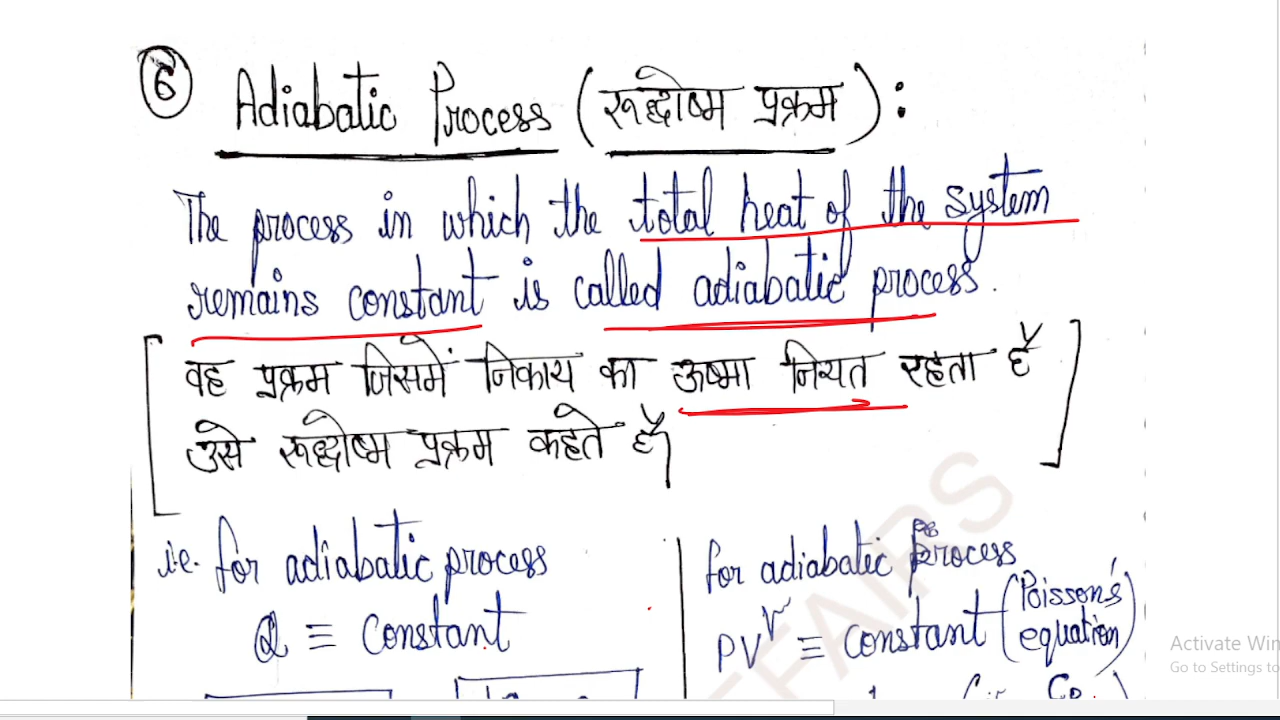 6 Adiabatic Process (रूद्धोष्म प्रक्रम) :
The process in which the total heat of the system
remains constant is called adiabatic process.
[वह प्रक्रम जिसमें निकाय का ऊष्मा नियत रहता है
उसे रूद्धोष्म प्रक्रम कहते है।]
i.e. for adiabatic process
Q ≡ Constant
for adiabatic process
PV^γ ≡ constant (Poisson's equation)
FFAIRS
Activate Win
Go to Settings to